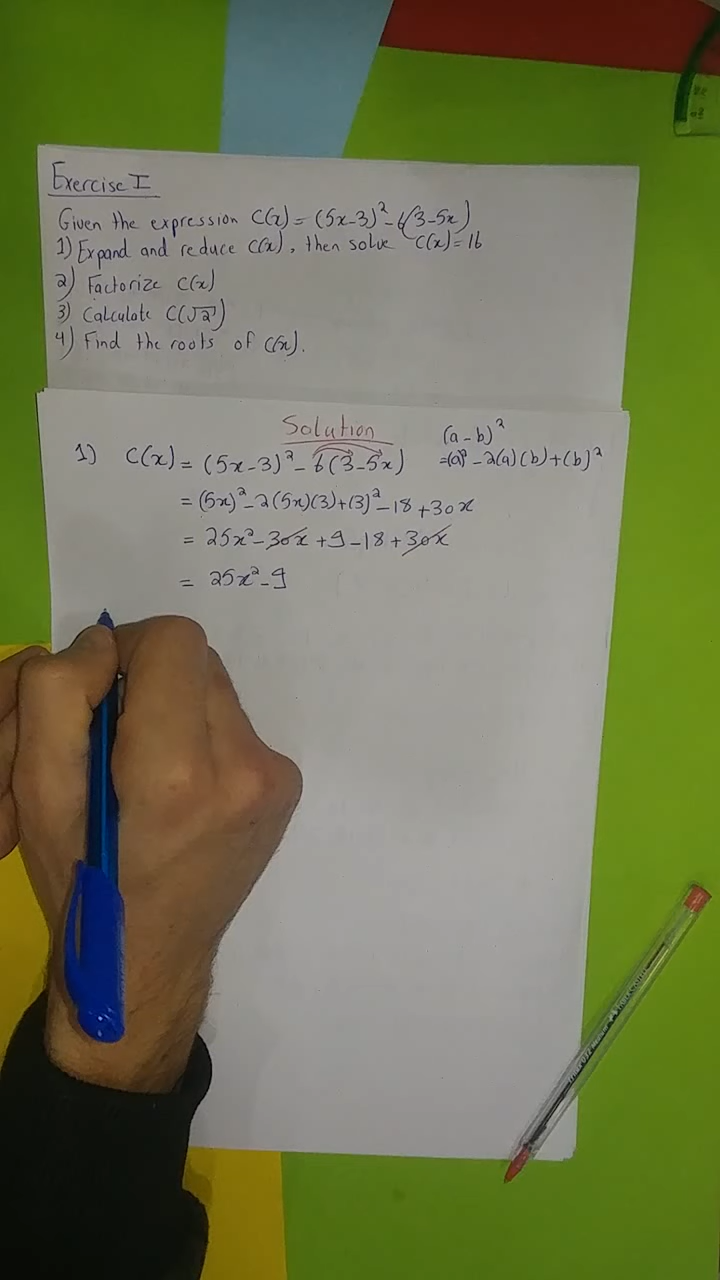 Exercise I
Given the expression C(x) = (5x-3)² - 6(3-5x)
1) Expand and reduce C(x), then solve C(x) = 16
2) Factorize C(x)
3) Calculate C(√2)
4) Find the roots of C(x).
Solution
(a-b)²
1) C(x) = (5x-3)² - 6(3-5x) =(a)² - 2(a)(b)+(b)²
= (5x)² - 2(5x)(3)+(3)² - 18 + 30x
= 25x² - 30x + 9 - 18 + 30x
= 25x² - 9